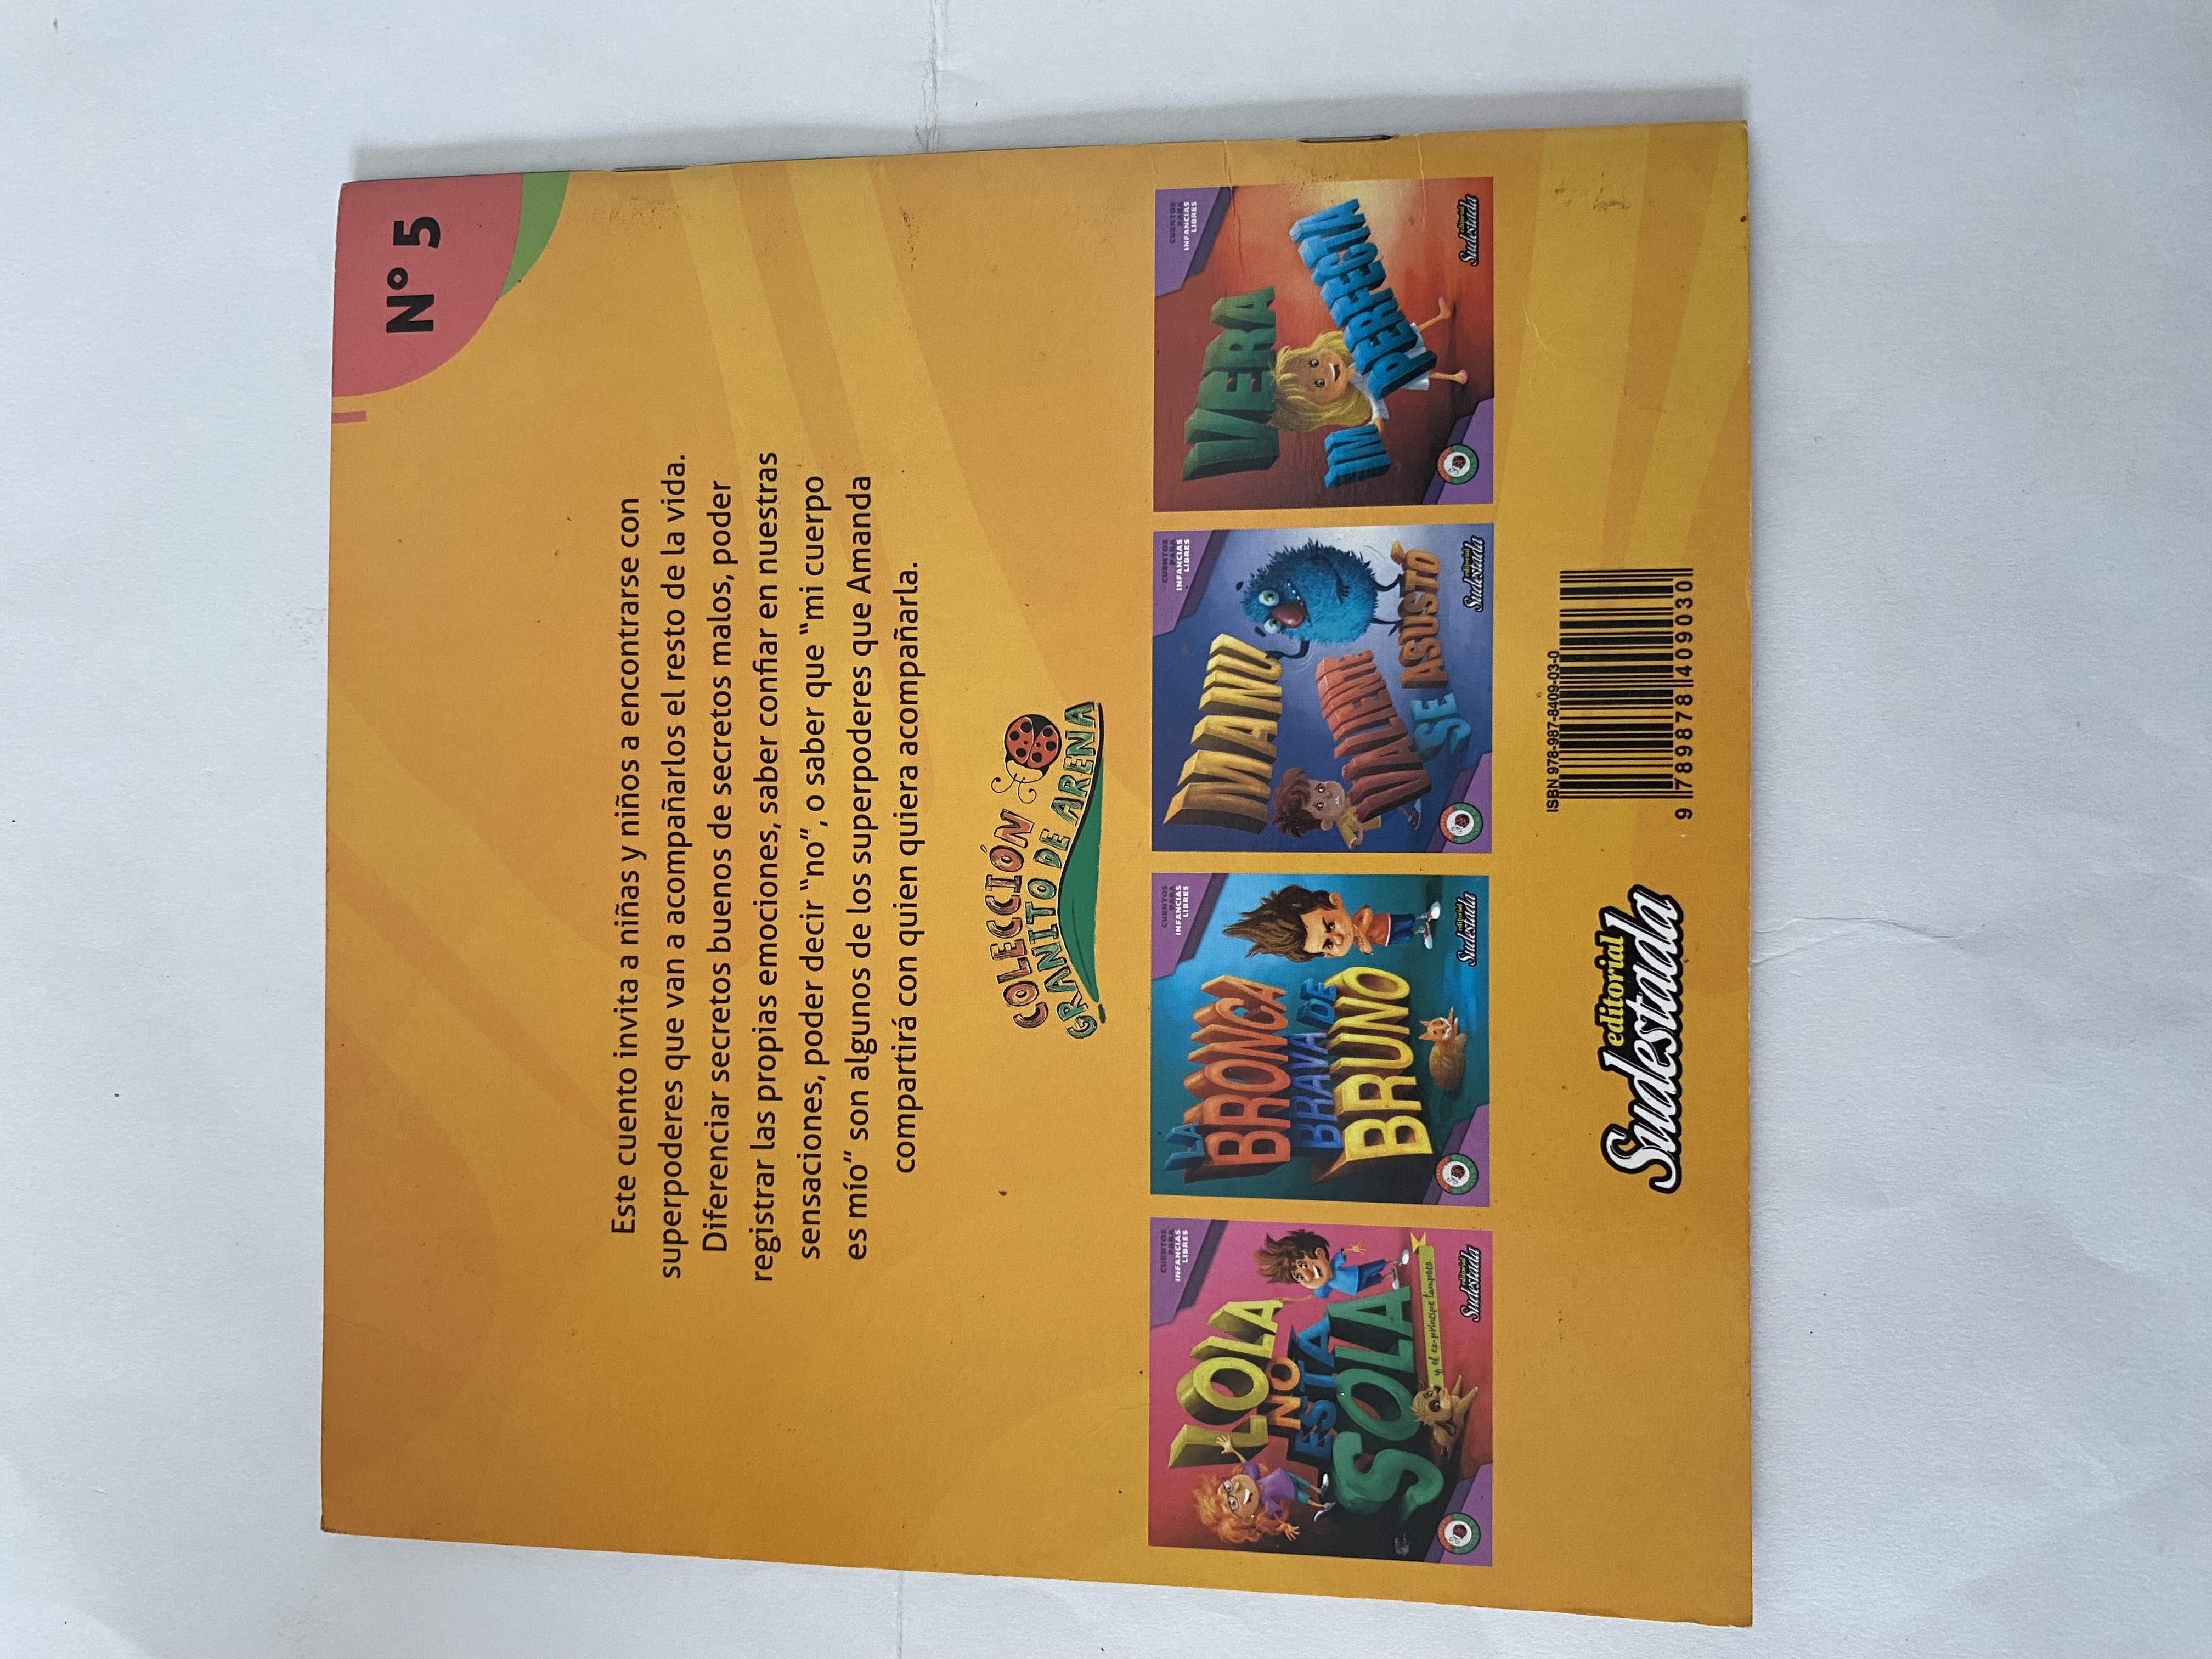 Nº 5
Este cuento invita a niñas y niños a encontrarse con
superpoderes que van a acompañarlos el resto de la vida.
Diferenciar secretos buenos de secretos malos, poder
registrar las propias emociones, saber confiar en nuestras
sensaciones, poder decir “no”, o saber que “mi cuerpo
es mío” son algunos de los superpoderes que Amanda
compartirá con quien quiera acompañarla.
COLECCIÓN
GRANITO DE ARENA
CUENTOS
PARA
INFANCIAS
LIBRES
LOLA
NO
ESTÁ
SOLA
y el ex-príncipe tampoco
editorial
Sudestada
CUENTOS
PARA
INFANCIAS
LIBRES
LA
BRONCA
BRAVA DE
BRUNO
editorial
Sudestada
CUENTOS
PARA
INFANCIAS
LIBRES
MANU
VALIENTE
SE ASUSTÓ
editorial
Sudestada
CUENTOS
PARA
INFANCIAS
LIBRES
VERA
IM
PERFECTA
editorial
Sudestada
editorial
Sudestada
ISBN 978-987-8409-03-0
9 789878 409030